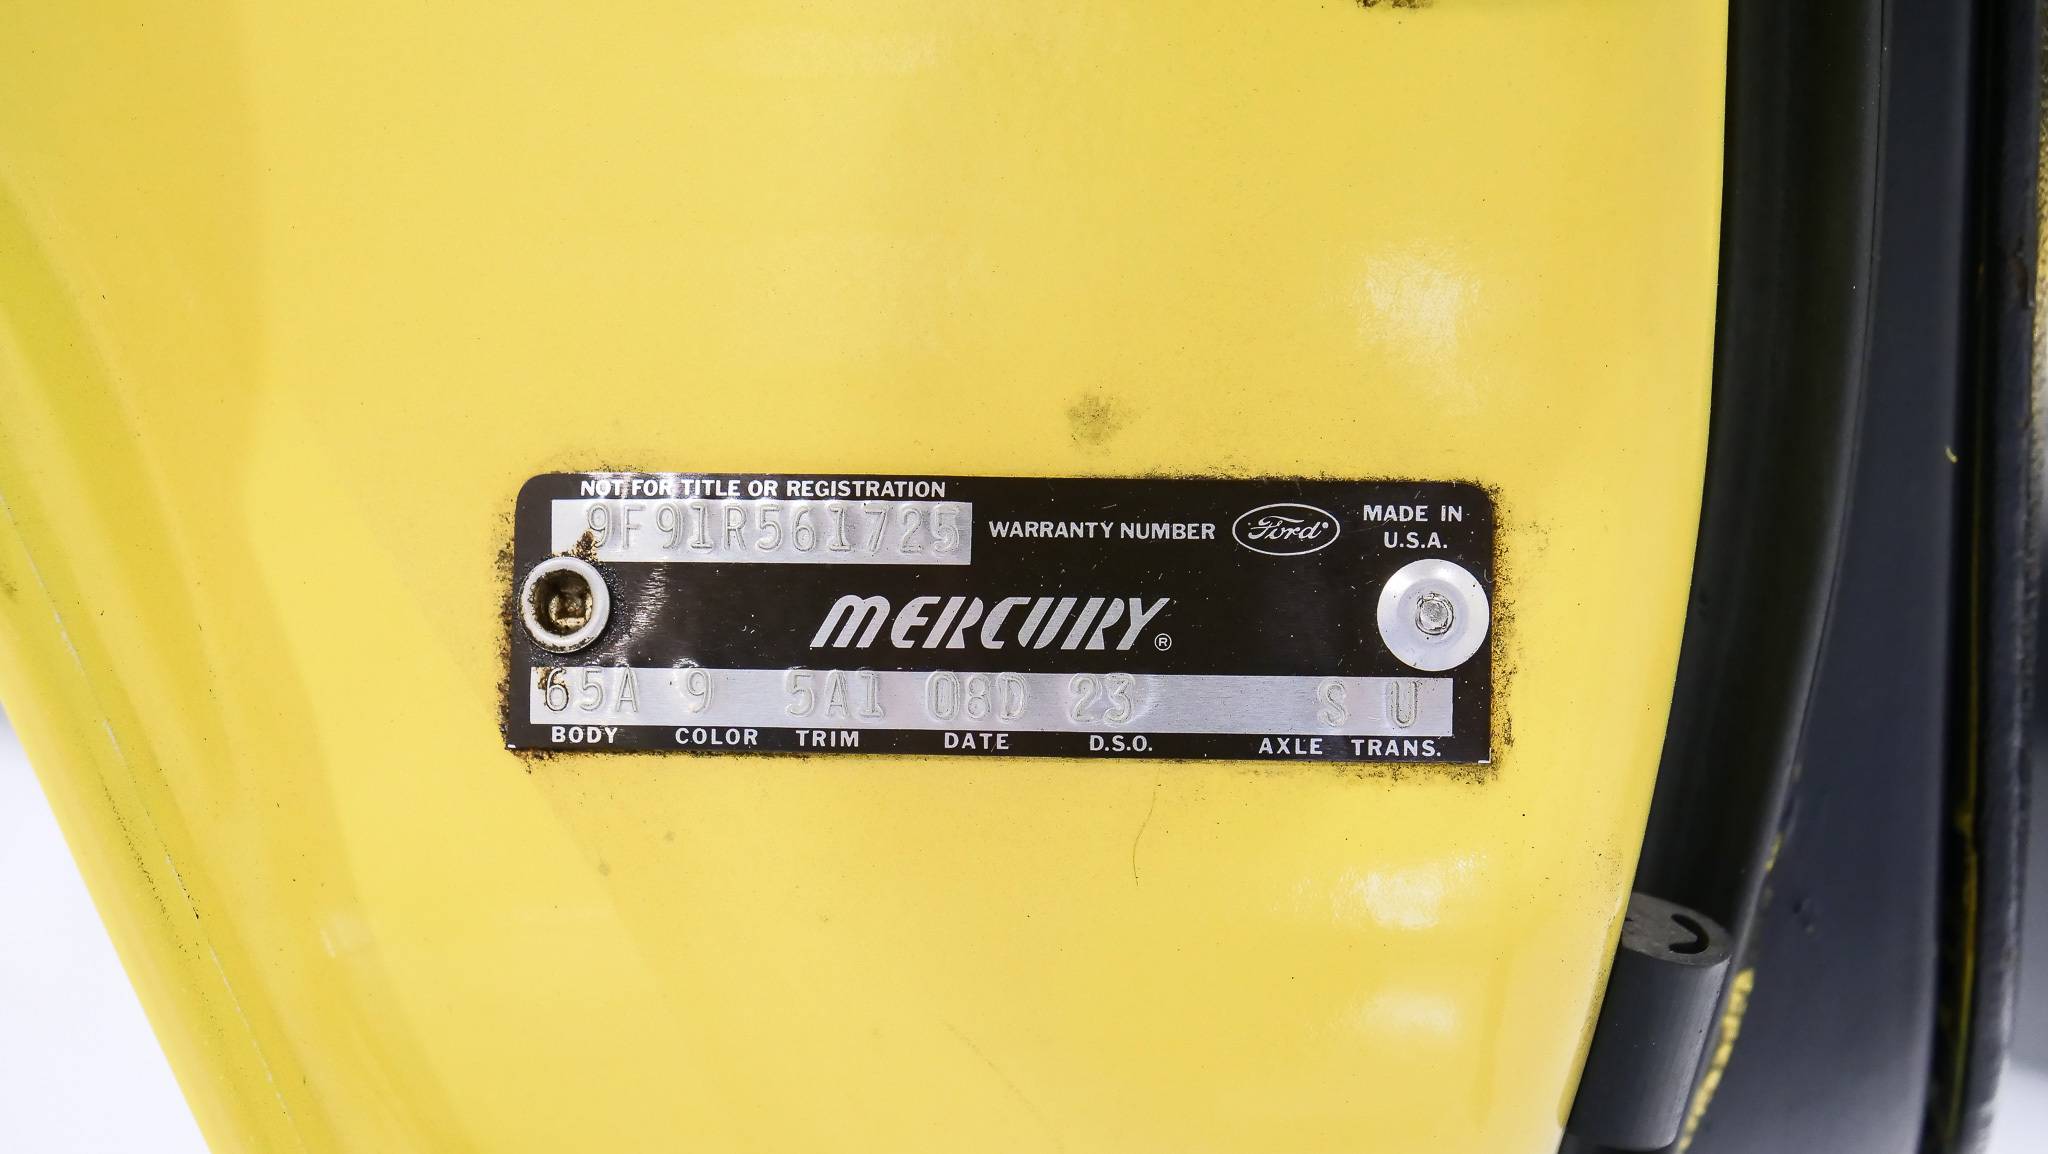 NOT FOR TITLE OR REGISTRATION
9F91R561725 WARRANTY NUMBER Ford® MADE IN U.S.A.
MERCURY®
65A 9 5A1 08D 23 S U
BODY COLOR TRIM DATE D.S.O. AXLE TRANS.